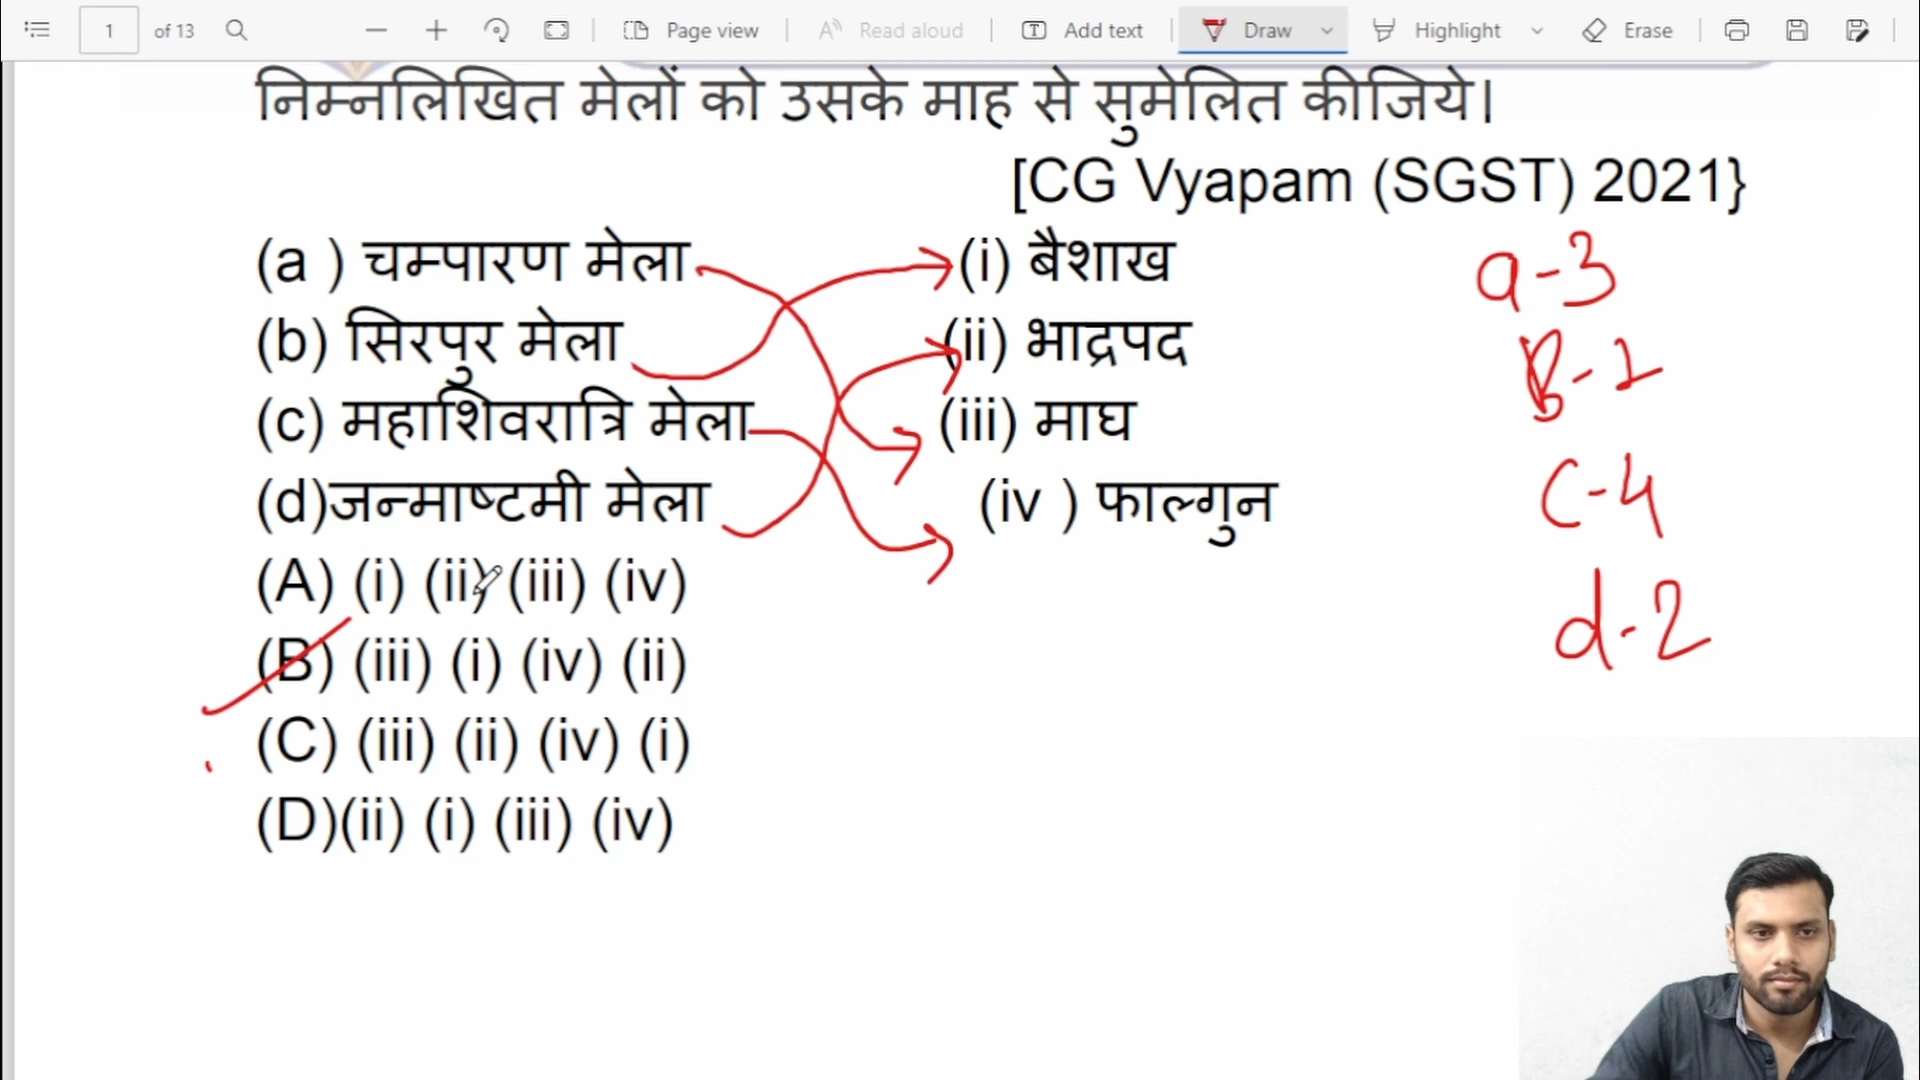 1 of 13 Page view Read aloud Add text Draw Highlight Erase
निम्नलिखित मेलों को उसके माह से सुमेलित कीजिये।
[CG Vyapam (SGST) 2021}
(a ) चम्पारण मेला (i) बैशाख a-3
(b) सिरपुर मेला (ii) भाद्रपद B-1
(c) महाशिवरात्रि मेला (iii) माघ
(d)जन्माष्टमी मेला (iv ) फाल्गुन C-4
(A) (i) (ii) (iii) (iv) d-2
(B) (iii) (i) (iv) (ii)
(C) (iii) (ii) (iv) (i)
(D)(ii) (i) (iii) (iv)